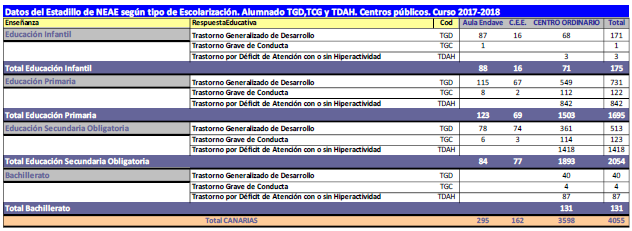 Datos del Estadillo de NEAE según tipo de Escolarización. Alumnado TGD,TCG y TDAH. Centros públicos. Curso 2017-2018
Enseñanza RespuestaEducativa Cod Aula Enclave C.E.E. CENTRO ORDINARIO Total
Educación Infantil Trastorno Generalizado de Desarrollo TGD 87 16 68 171
Trastorno Grave de Conducta TGC 1 1
Trastorno por Déficit de Atención con o sin Hiperactividad TDAH 3 3
Total Educación Infantil 88 16 71 175
Educación Primaria Trastorno Generalizado de Desarrollo TGD 115 67 549 731
Trastorno Grave de Conducta TGC 8 2 112 122
Trastorno por Déficit de Atención con o sin Hiperactividad TDAH 842 842
Total Educación Primaria 123 69 1503 1695
Educación Secundaria Obligatoria Trastorno Generalizado de Desarrollo TGD 78 74 361 513
Trastorno Grave de Conducta TGC 6 3 114 123
Trastorno por Déficit de Atención con o sin Hiperactividad TDAH 1418 1418
Total Educación Secundaria Obligatoria 84 77 1893 2054
Bachillerato Trastorno Generalizado de Desarrollo TGD 40 40
Trastorno Grave de Conducta TGC 4 4
Trastorno por Déficit de Atención con o sin Hiperactividad TDAH 87 87
Total Bachillerato 131 131
Total CANARIAS 295 162 3598 4055